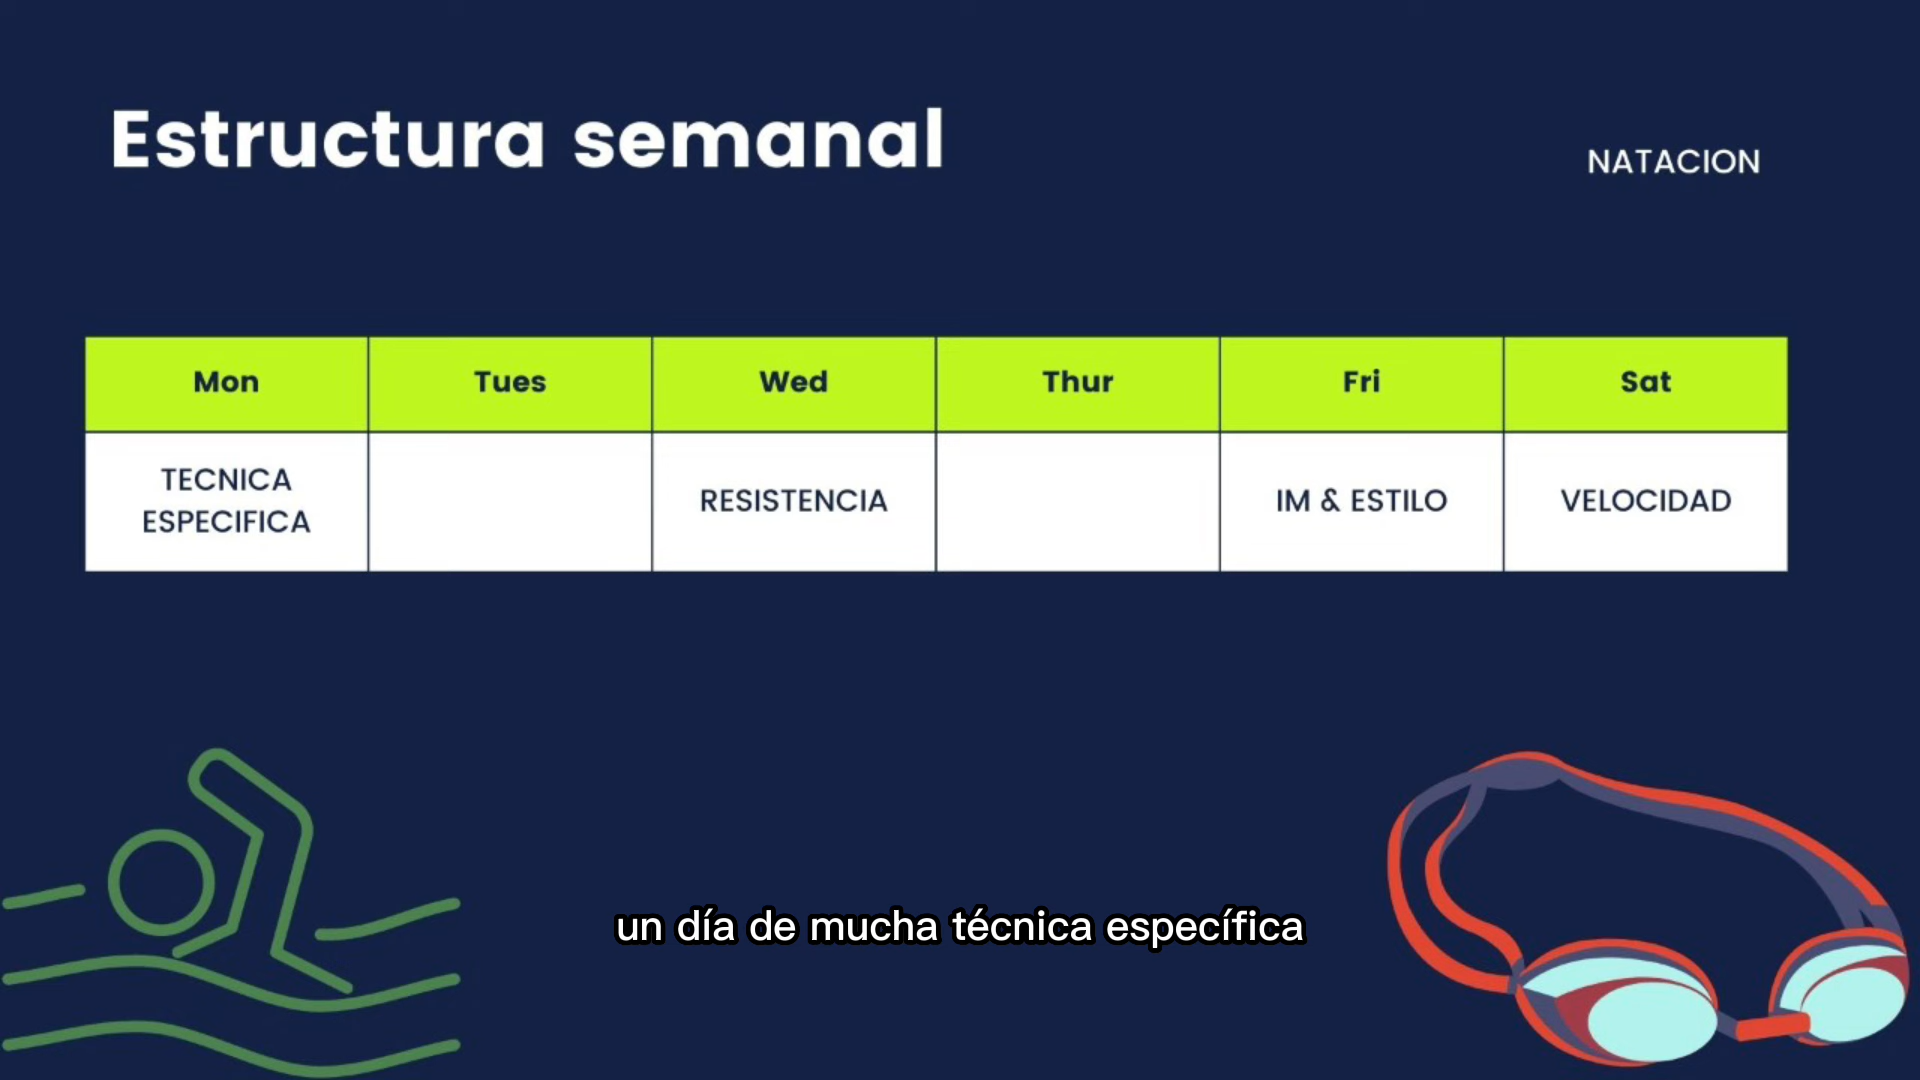 Estructura semanal
NATACION
Mon Tues Wed Thur Fri Sat
TECNICA
ESPECIFICA
RESISTENCIA
IM & ESTILO
VELOCIDAD
un día de mucha técnica específica